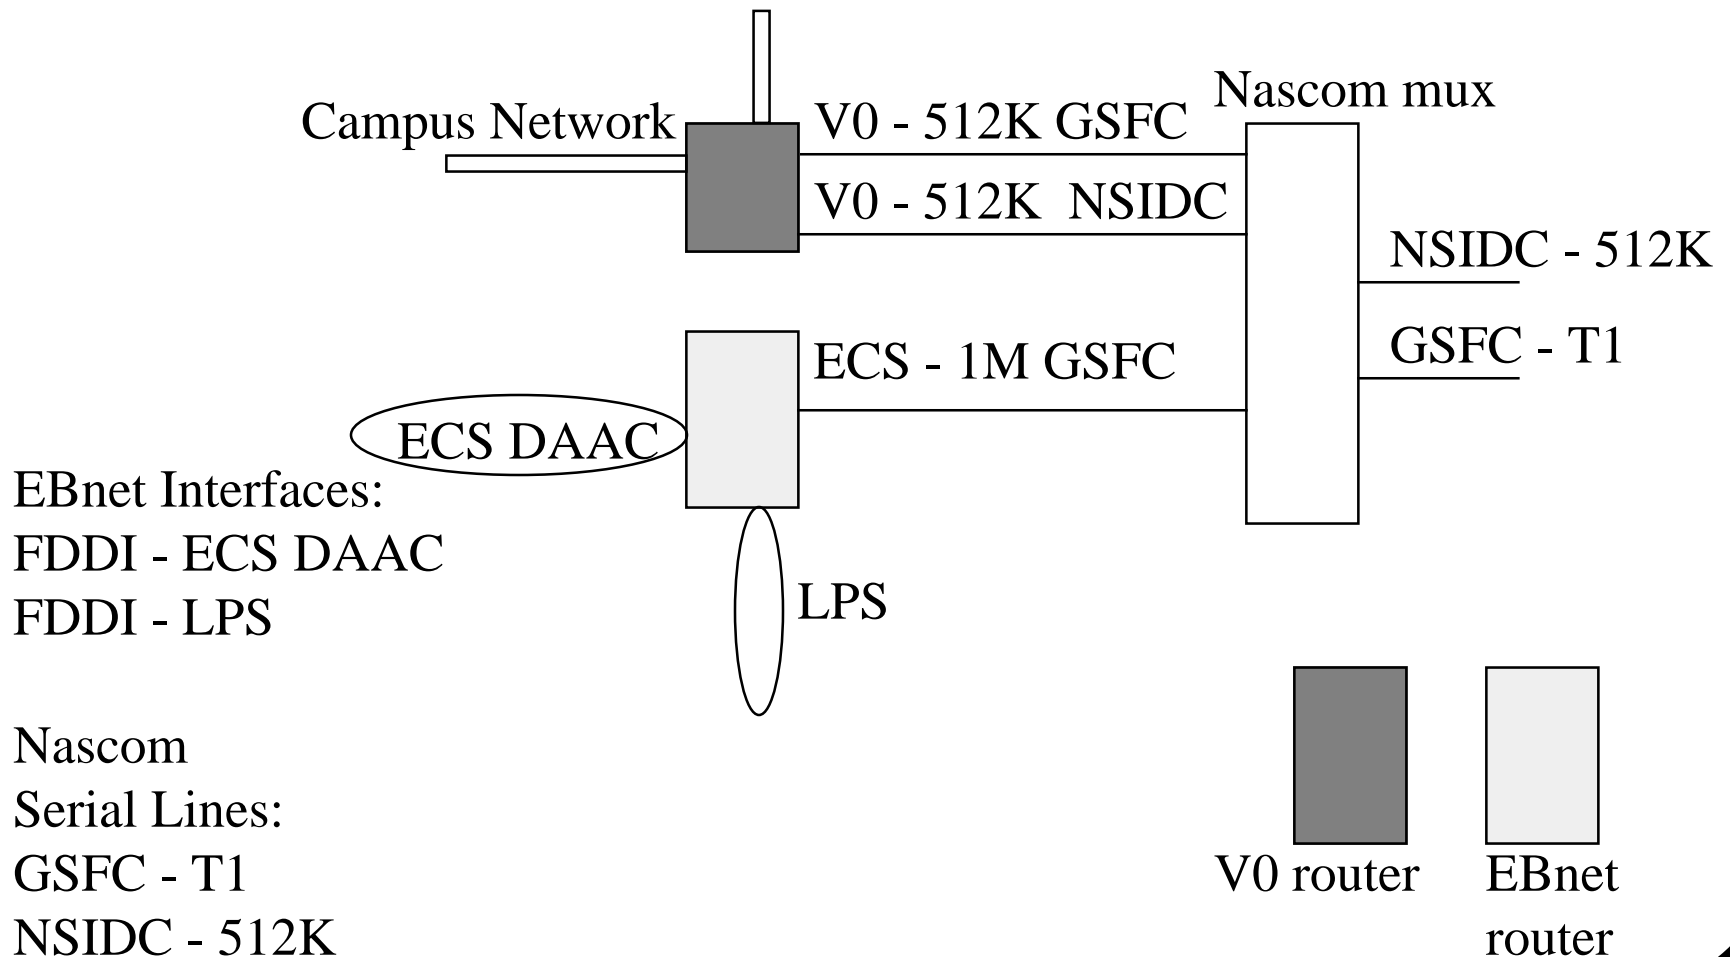 Nascom mux
Campus Network
V0 - 512K GSFC
V0 - 512K NSIDC
NSIDC - 512K
GSFC - T1
ECS - 1M GSFC
ECS DAAC
EBnet Interfaces:
FDDI - ECS DAAC
FDDI - LPS
LPS
Nascom
Serial Lines:
GSFC - T1
NSIDC - 512K
V0 router
EBnet
router